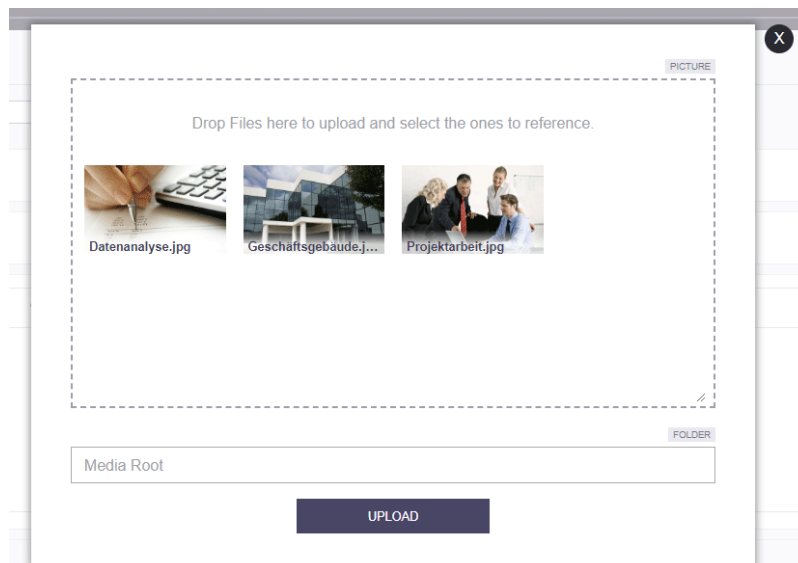 X
PICTURE
Drop Files here to upload and select the ones to reference.
Datenanalyse.jpg
Geschäftsgebäude.j...
Projektarbeit.jpg
FOLDER
Media Root
UPLOAD